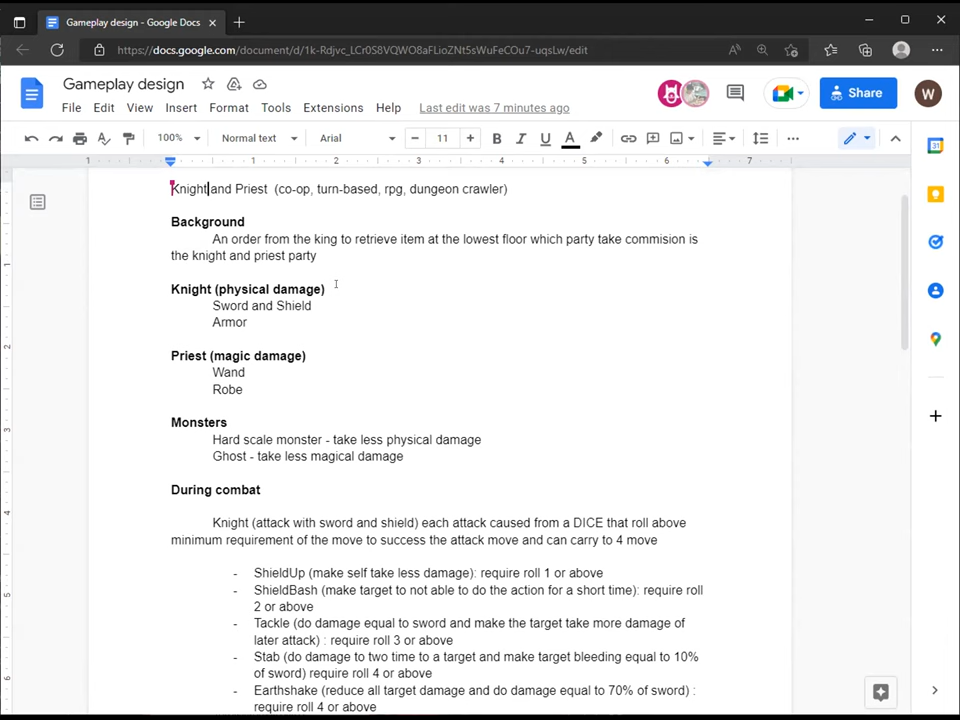 Gameplay design - Google Docs
https://docs.google.com/document/d/1k-Rdjvc_LCr0S8VQWO8aFLioZNt5sWuFeCOu7-uqsLw/edit
Gameplay design
File Edit View Insert Format Tools Extensions Help Last edit was 7 minutes ago
Share
W
100% Normal text Arial 11 B I U A
1 1 2 3 4 5 6 7
Knight and Priest (co-op, turn-based, rpg, dungeon crawler)
Background
An order from the king to retrieve item at the lowest floor which party take commision is
the knight and priest party
Knight (physical damage)
Sword and Shield
Armor
Priest (magic damage)
Wand
Robe
Monsters
Hard scale monster - take less physical damage
Ghost - take less magical damage
During combat
Knight (attack with sword and shield) each attack caused from a DICE that roll above
minimum requirement of the move to success the attack move and can carry to 4 move
- ShieldUp (make self take less damage): require roll 1 or above
- ShieldBash (make target to not able to do the action for a short time): require roll
2 or above
- Tackle (do damage equal to sword and make the target take more damage of
later attack) : require roll 3 or above
- Stab (do damage to two time to a target and make target bleeding equal to 10%
of sword) require roll 4 or above
- Earthshake (reduce all target damage and do damage equal to 70% of sword) :
require roll 4 or above